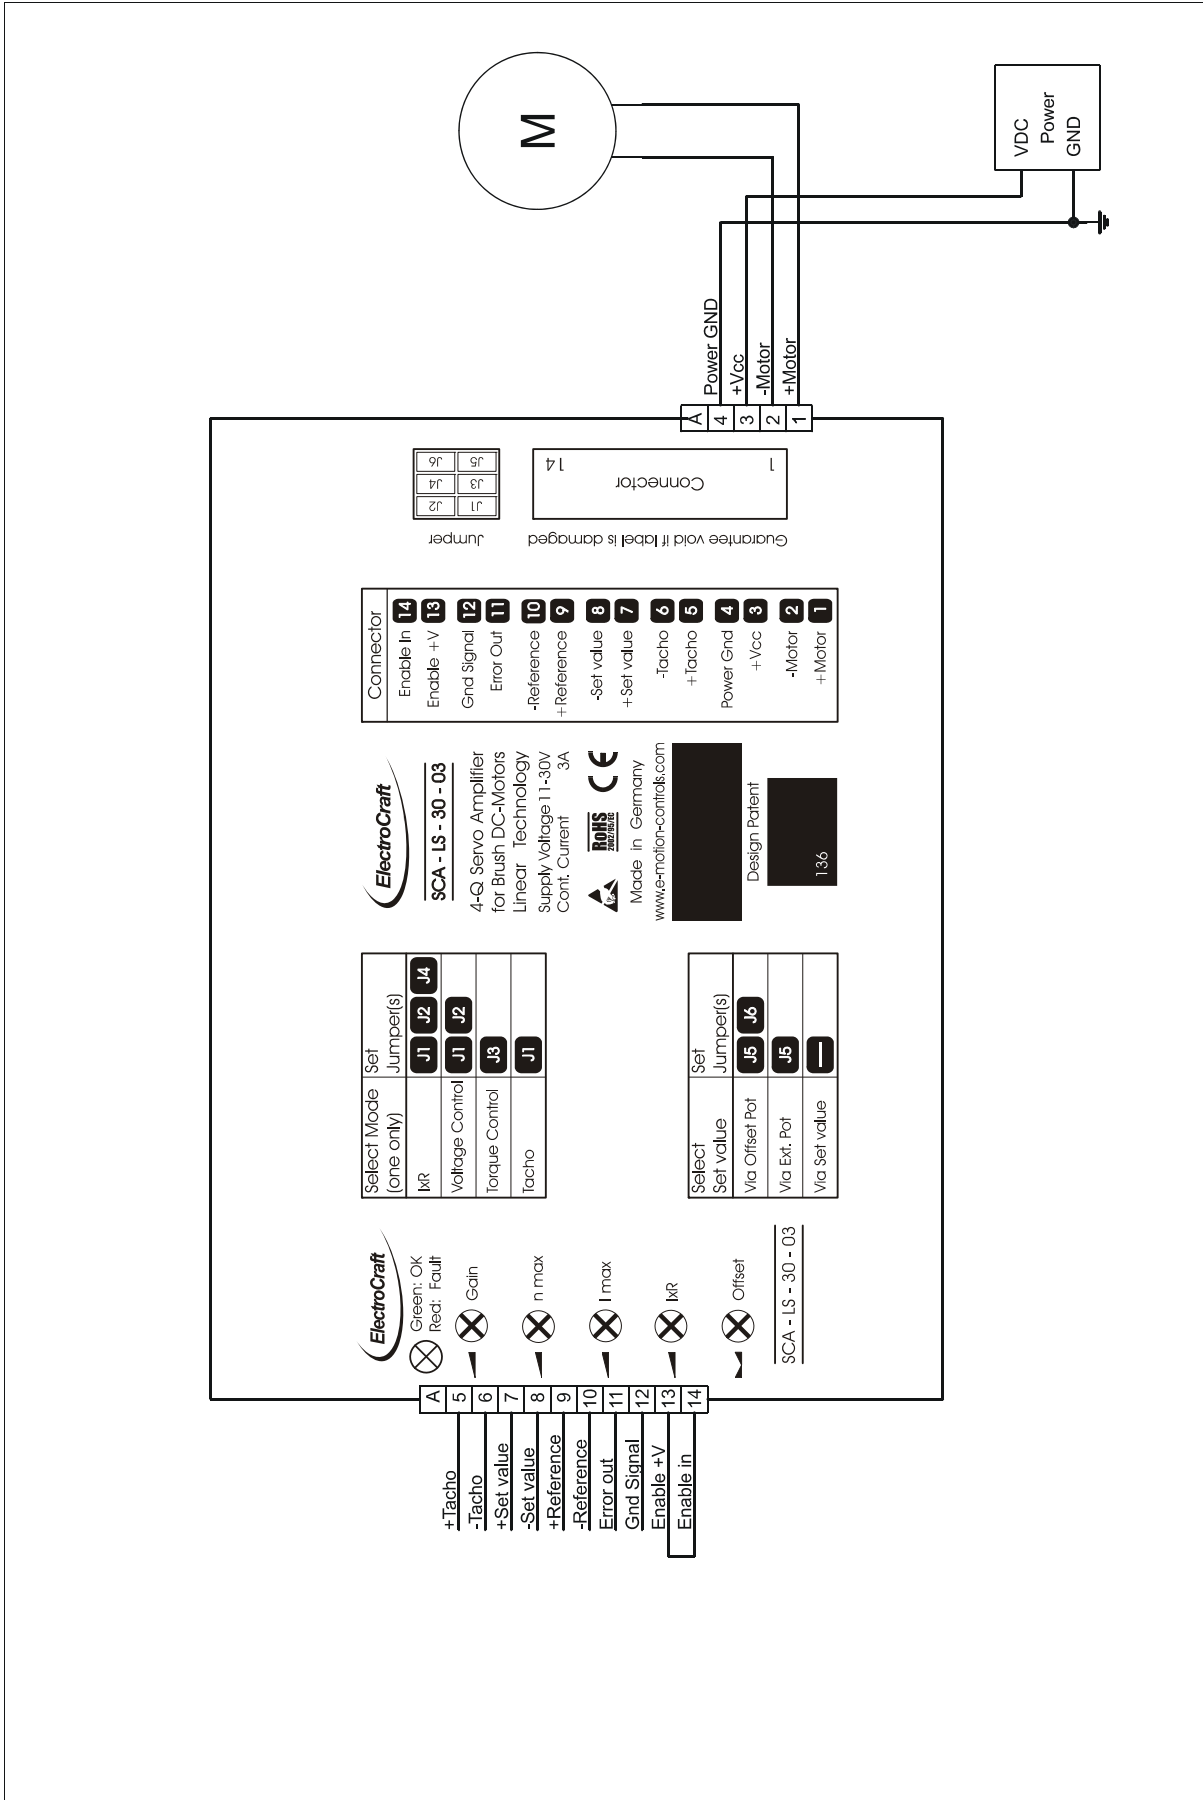 +Tacho
-Tacho
+Set value
-Set value
+Reference
-Reference
Error out
Gnd Signal
Enable +V
Enable in
A
5
6
7
8
9
10
11
12
13
14
ElectroCraft
Green: OK
Red: Fault
Gain
n max
I max
IxR
Offset
SCA - LS - 30 - 03
Select Mode
(one only)
Set
Jumper(s)
IxR
J1 J2 J4
Voltage Control
J1 J2
Torque Control
J3
Tacho
J1
Select
Set value
Set
Jumper(s)
Via Offset Pot
J5 J6
Via Ext. Pot
J5
Via Set value
—
ElectroCraft
SCA - LS - 30 - 03
4-Q Servo Amplifier
for Brush DC-Motors
Linear Technology
Supply Voltage 11-30V
Cont. Current 3A
RoHS
2002/95/EC
CE
Made in Germany
www.e-motion-controls.com
Design Patent
136
Connector
Enable In 14
Enable +V 13
Gnd Signal 12
Error Out 11
-Reference 10
+Reference 9
-Set value 8
+Set value 7
-Tacho 6
+Tacho 5
Power Gnd 4
+Vcc 3
-Motor 2
+Motor 1
Jumper
J1 J3 J5
J2 J4 J6
Guarantee void if label is damaged
Connector
1
14
A
4
3
2
1
Power GND
+Vcc
-Motor
+Motor
M
VDC
Power
GND